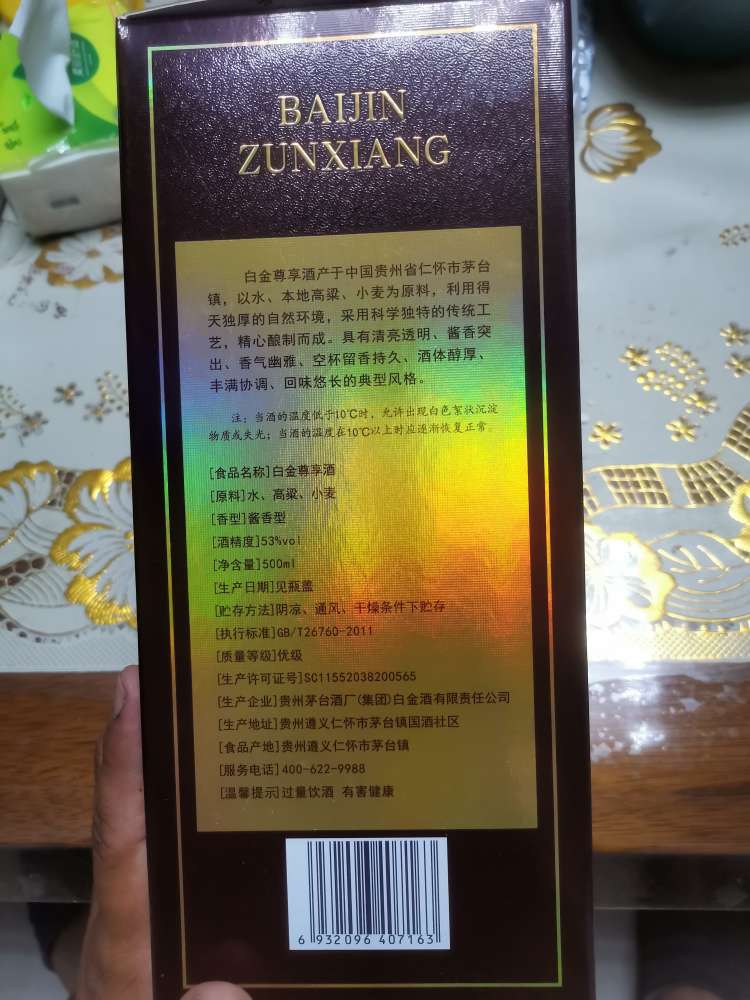 BAIJIN
ZUNXIANG
白金尊享酒产于中国贵州省仁怀市茅台
镇，以水、本地高粱、小麦为原料，利用得
天独厚的自然环境，采用科学独特的传统工
艺，精心酿制而成。具有清亮透明、酱香突
出、香气幽雅、空杯留香持久、酒体醇厚、
丰满协调、回味悠长的典型风格。
注：当酒的温度低于10℃时，允许出现白色絮状沉淀
物质或失光；当酒的温度在10℃以上时应逐渐恢复正常。
[食品名称]白金尊享酒
[原料]水、高粱、小麦
[香型]酱香型
[酒精度]53%vol
[净含量]500ml
[生产日期]见瓶盖
[贮存方法]阴凉、通风、干燥条件下贮存
[执行标准]GB/T26760-2011
[质量等级]优级
[生产许可证号]SC11552038200565
[生产企业]贵州茅台酒厂(集团)白金酒有限责任公司
[生产地址]贵州遵义仁怀市茅台镇国酒社区
[食品产地]贵州遵义仁怀市茅台镇
[服务电话]400-622-9988
[温馨提示]过量饮酒 有害健康
6 932096 407163